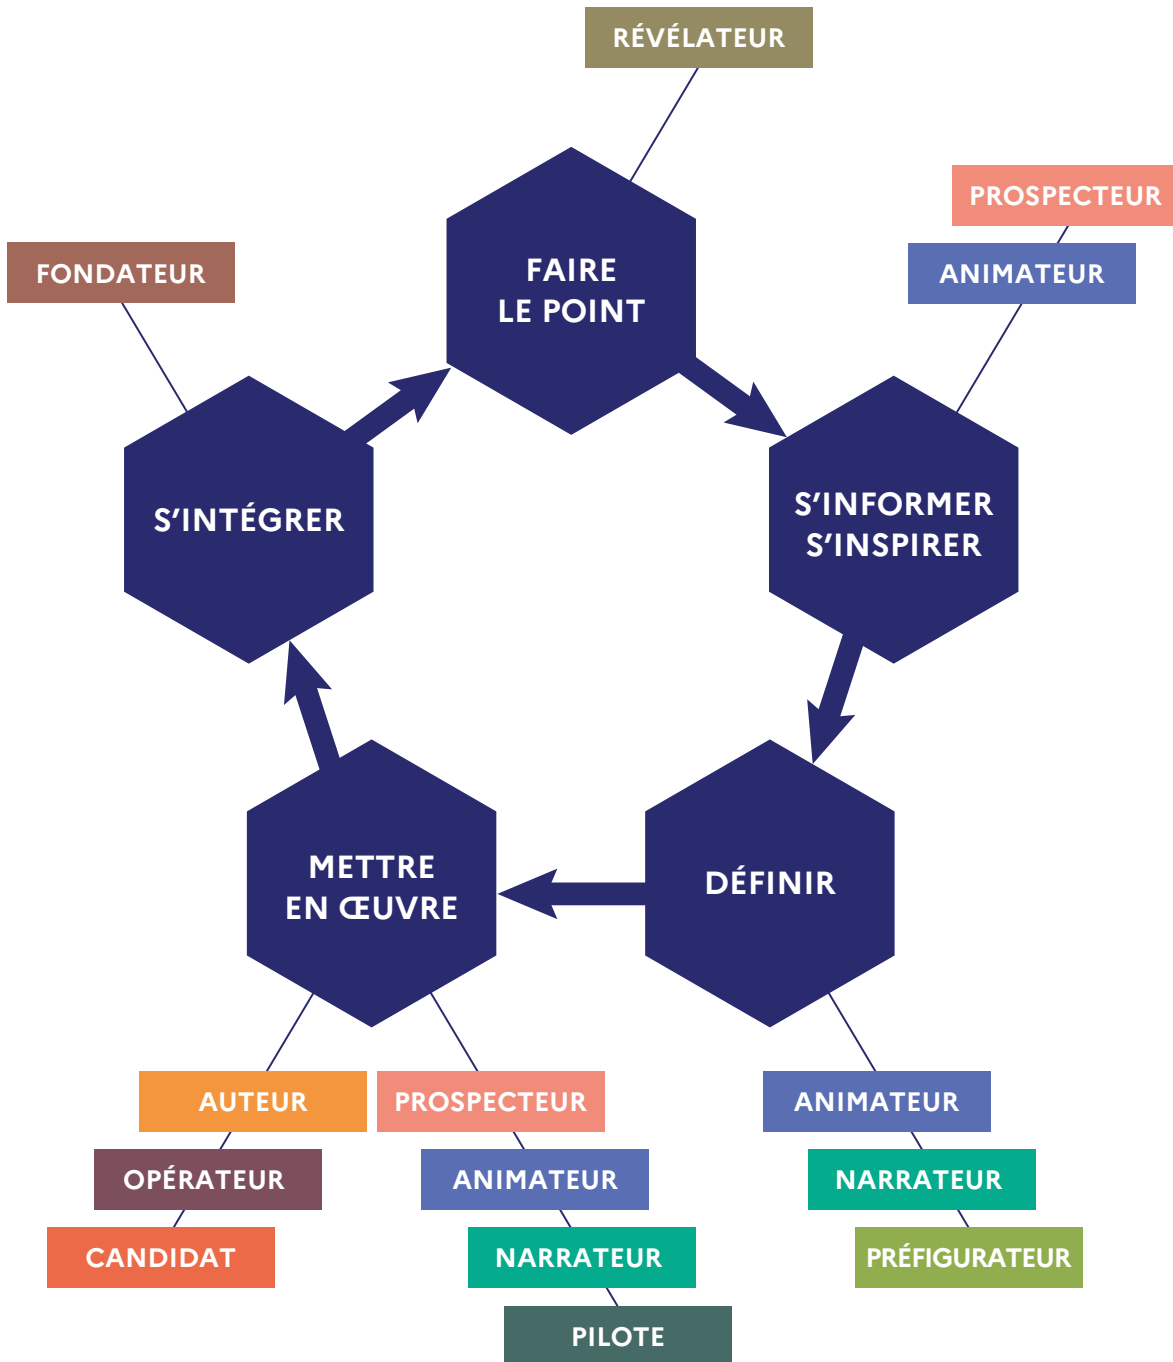 RÉVÉLATEUR
PROSPECTEUR
ANIMATEUR
FONDATEUR
FAIRE
LE POINT
S'INTÉGRER
S'INFORMER
S'INSPIRER
METTRE
EN ŒUVRE
DÉFINIR
AUTEUR
OPÉRATEUR
CANDIDAT
PROSPECTEUR
ANIMATEUR
NARRATEUR
PILOTE
ANIMATEUR
NARRATEUR
PRÉFIGURATEUR